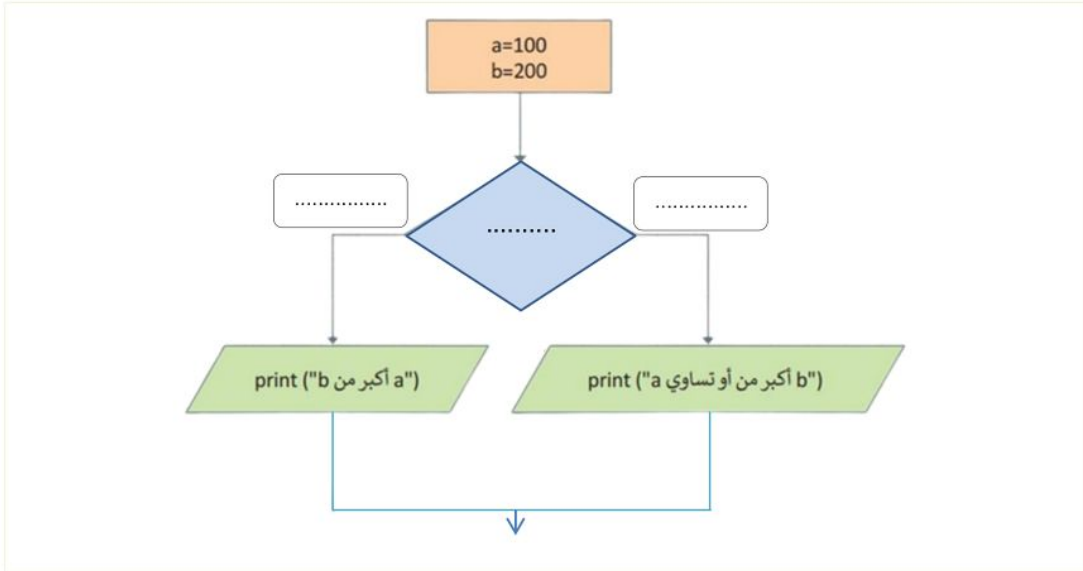 a=100
b=200
................
..........
................
print ("b أكبر من a")
print ("a أكبر من أو تساوي b")